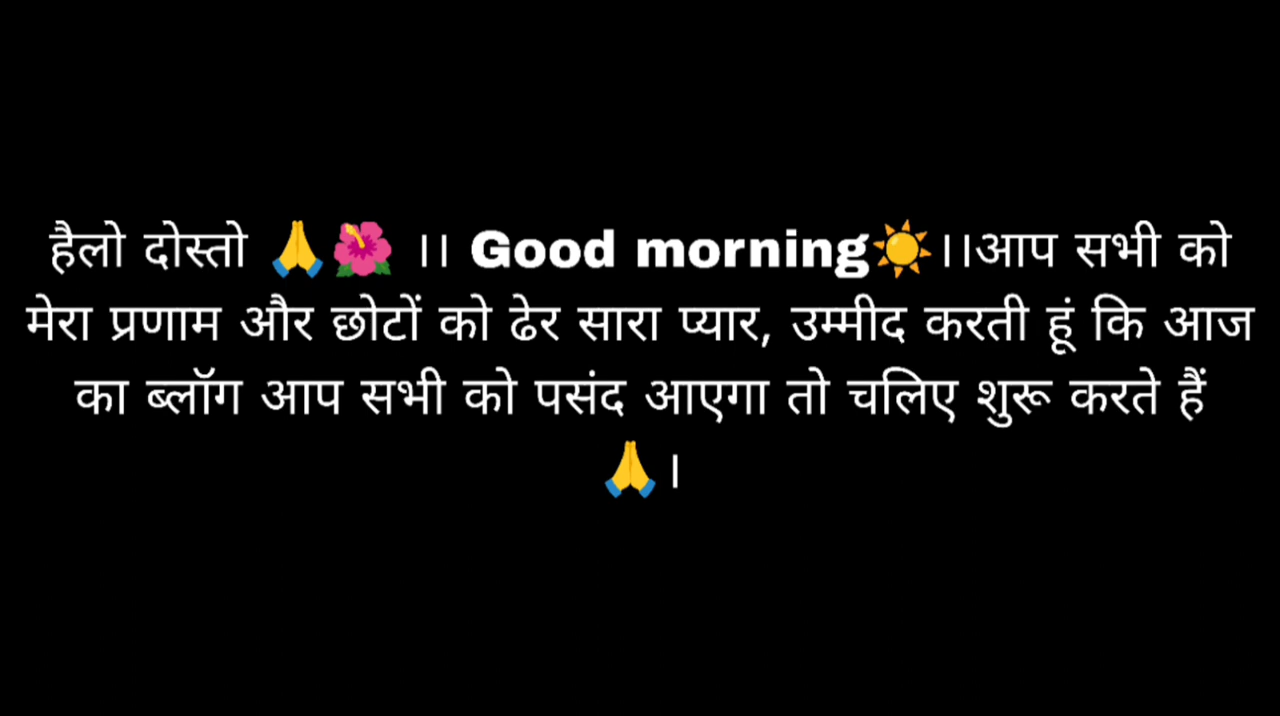 हैलो दोस्तो 🙏🌺 ।। Good morning☀️।।आप सभी को
मेरा प्रणाम और छोटों को ढेर सारा प्यार, उम्मीद करती हूं कि आज
का ब्लॉग आप सभी को पसंद आएगा तो चलिए शुरू करते हैं
🙏।